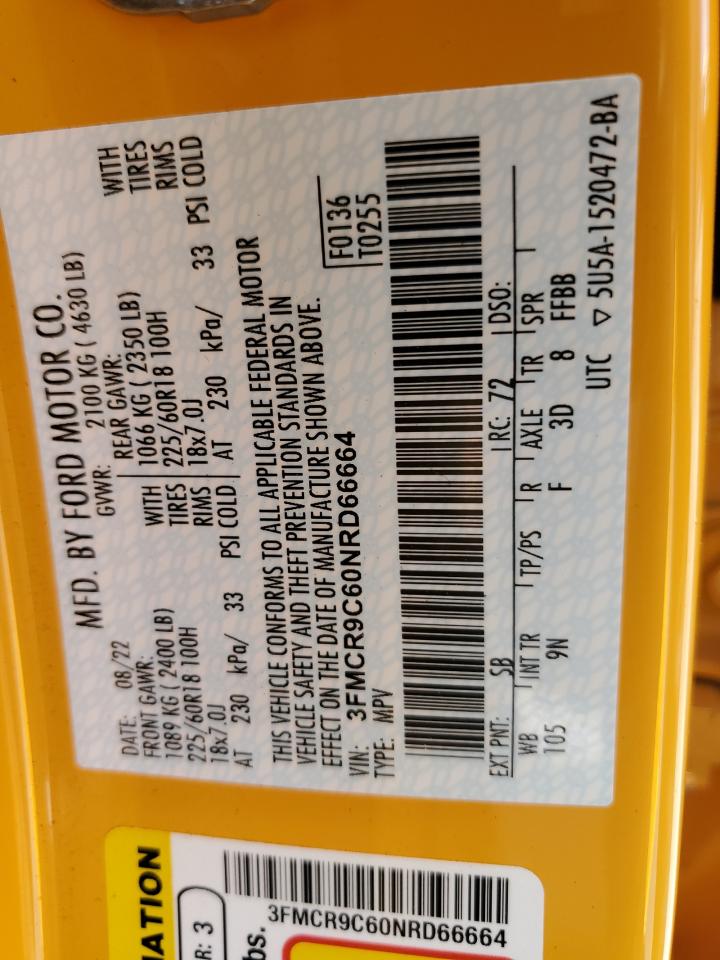 MFD. BY FORD MOTOR CO.
DATE: 08/22 GVWR: 2100 KG ( 4630 LB)
FRONT GAWR: REAR GAWR:
1089 KG ( 2400 LB) WITH 1066 KG ( 2350 LB) WITH
225/60R18 100H TIRES 225/60R18 100H TIRES
18x7.0J RIMS 18x7.0J RIMS
AT 230 kPa/ 33 PSI COLD AT 230 kPa/ 33 PSI COLD
THIS VEHICLE CONFORMS TO ALL APPLICABLE FEDERAL MOTOR
VEHICLE SAFETY AND THEFT PREVENTION STANDARDS IN
EFFECT ON THE DATE OF MANUFACTURE SHOWN ABOVE.
VIN: 3FMCR9C60NRD66664 F0136
TYPE: MPV T0255
EXT PNT: SB RC: 72 DSO:
WB INT TR TP/PS R AXLE TR SPR
105 9N F 3D 8 FFBB
UTC ▽ 5U5A-1520472-BA
MATION
R: 3
bs.
3FMCR9C60NRD66664